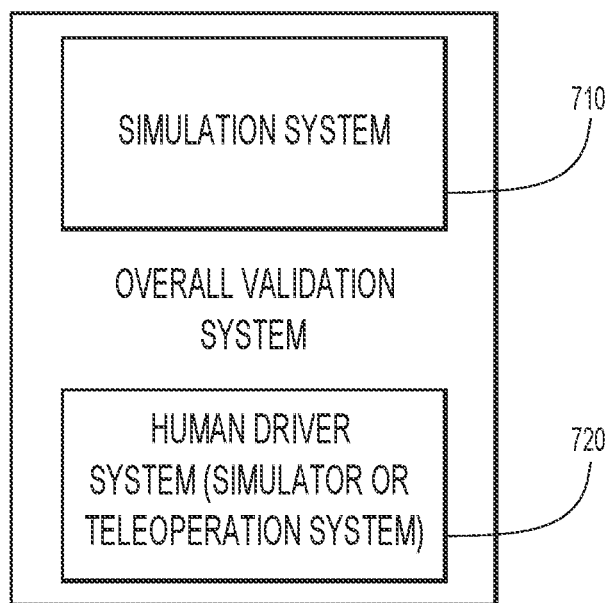 SIMULATION SYSTEM
710
OVERALL VALIDATION
SYSTEM
HUMAN DRIVER
SYSTEM (SIMULATOR OR
TELEOPERATION SYSTEM)
720